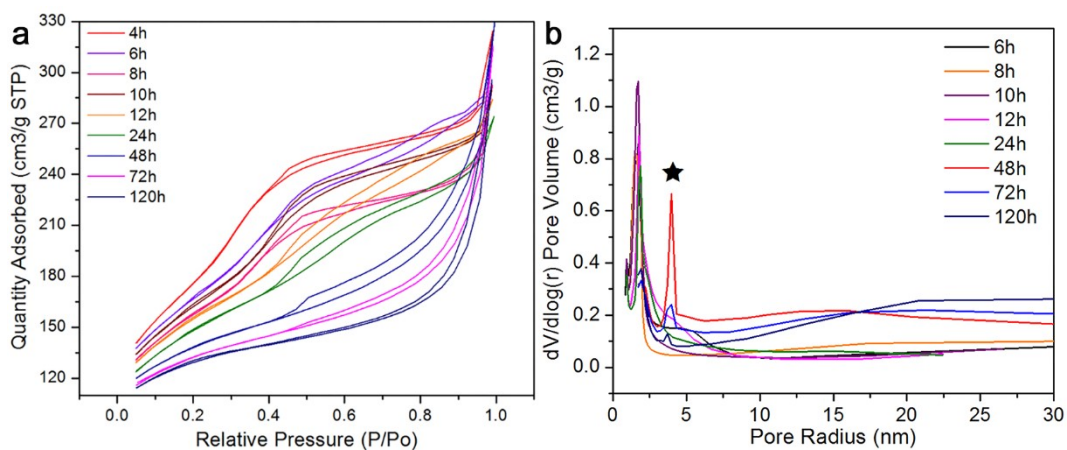 a
330
300
270
240
210
180
150
120
Quantity Adsorbed (cm3/g STP)
4h
6h
8h
10h
12h
24h
48h
72h
120h
0.0 0.2 0.4 0.6 0.8 1.0
Relative Pressure (P/Po)
b
1.2
1.0
0.8
0.6
0.4
0.2
0.0
dV/dlog(r) Pore Volume (cm3/g)
6h
8h
10h
12h
24h
48h
72h
120h
0 5 10 15 20 25 30
Pore Radius (nm)